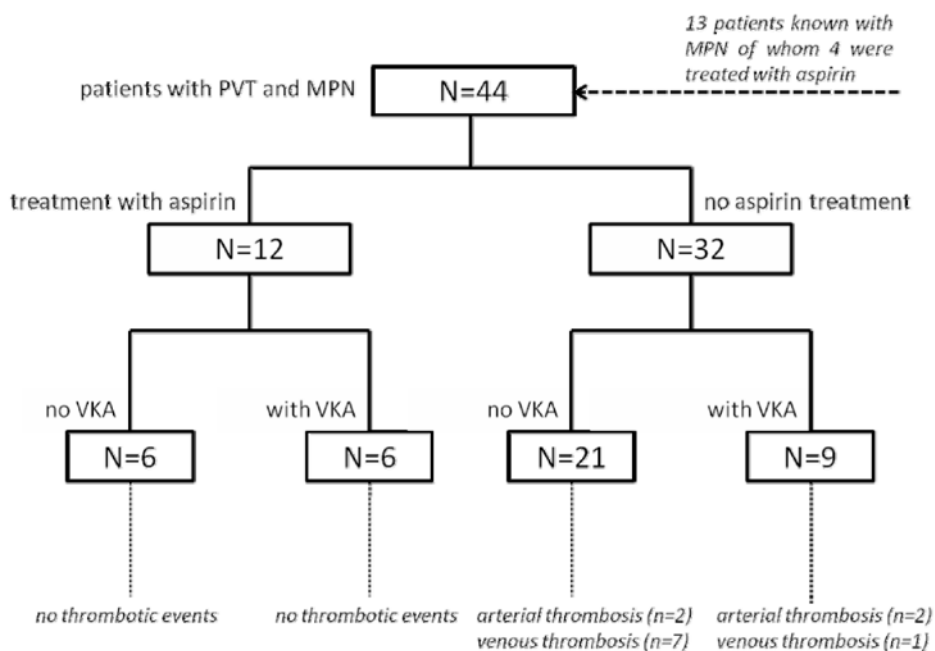 13 patients known with
MPN of whom 4 were
treated with aspirin
patients with PVT and MPN
N=44
treatment with aspirin
no aspirin treatment
N=12
N=32
no VKA
with VKA
no VKA
with VKA
N=6
N=6
N=21
N=9
no thrombotic events
no thrombotic events
arterial thrombosis (n=2)
venous thrombosis (n=7)
arterial thrombosis (n=2)
venous thrombosis (n=1)